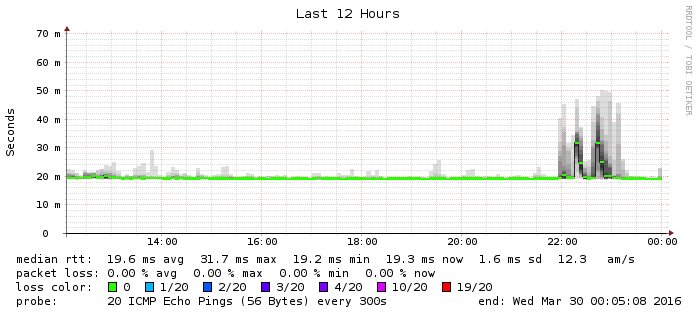 Last 12 Hours
RRDTOOL / TOBI OETIKER
Seconds
70 m
60 m
50 m
40 m
30 m
20 m
10 m
0
14:00 16:00 18:00 20:00 22:00 00:00
median rtt: 19.6 ms avg 31.7 ms max 19.2 ms min 19.3 ms now 1.6 ms sd 12.3 am/s
packet loss: 0.00 % avg 0.00 % max 0.00 % min 0.00 % now
loss color: 0 1/20 2/20 3/20 4/20 10/20 19/20
probe: 20 ICMP Echo Pings (56 Bytes) every 300s end: Wed Mar 30 00:05:08 2016